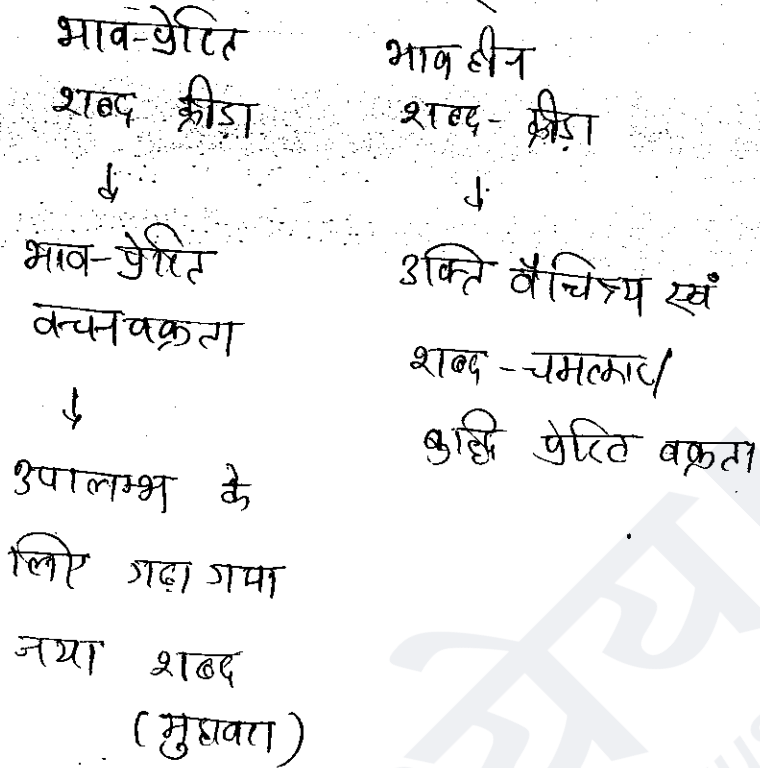 भाव-प्रेरित
शब्द क्रीड़ा
↓
भाव-प्रेरित
वचनवक्रता
↓
उपालम्भ के
लिए गढ़ा गया
नया शब्द
(मुहावरा)
भावहीन
शब्द-क्रीड़ा
↓
उक्ति वैचित्र्य एवं
शब्द-चमत्कार/
बुद्धि प्रेरित वक्रता